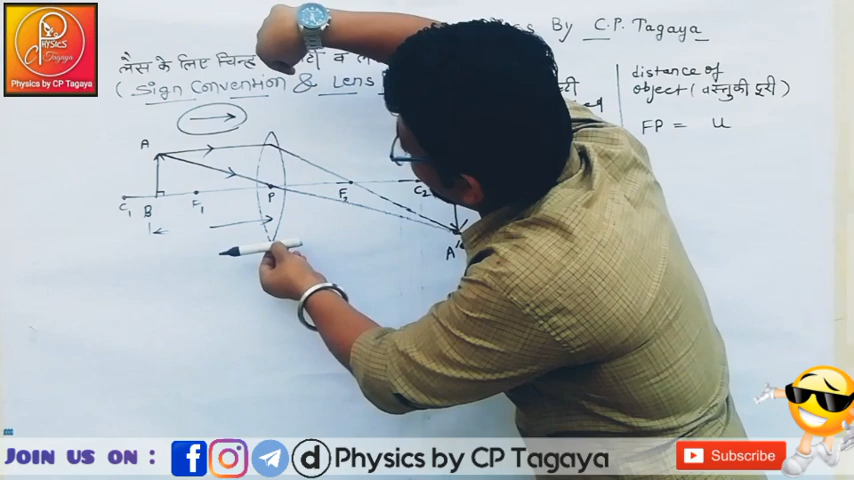 PHYSICS
Tagaya
Physics by CP Tagaya
By C.P. Tagaya
लैंस के लिए चिन्ह
(Sign Convention & Lens
distance of
object (वस्तु की दूरी)
FP = u
A
C₁ B F₁ P F₂ C₂
A'
JOIN US ON : Physics by CP Tagaya Subscribe